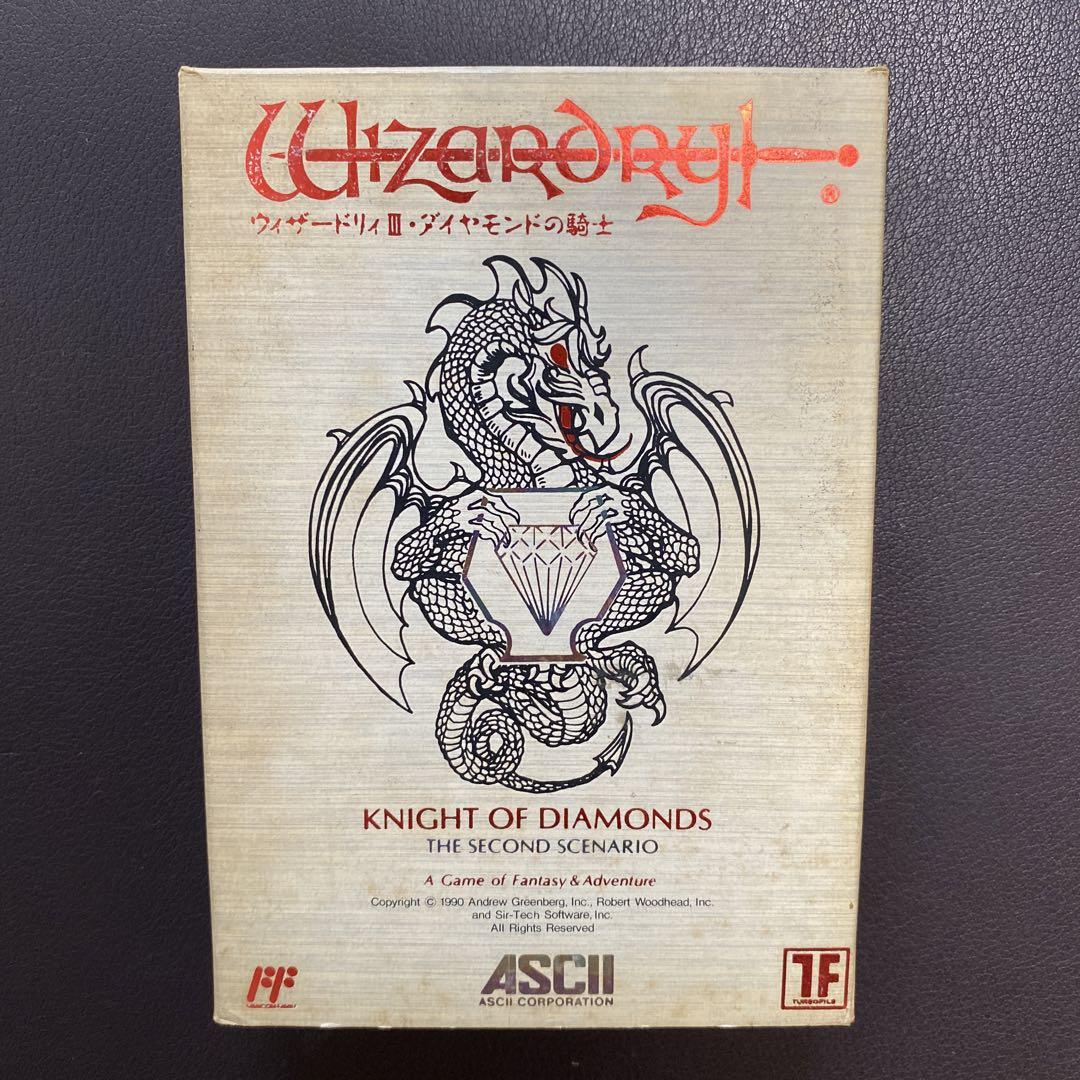 Wizardry
®
ウィザードリィⅢ・ダイヤモンドの騎士
KNIGHT OF DIAMONDS
THE SECOND SCENARIO
A Game of Fantasy & Adventure
Copyright © 1990 Andrew Greenberg, Inc., Robert Woodhead, Inc.
and Sir-Tech Software, Inc.
All Rights Reserved
ASCII
ASCII CORPORATION
TF
TURBOFILE